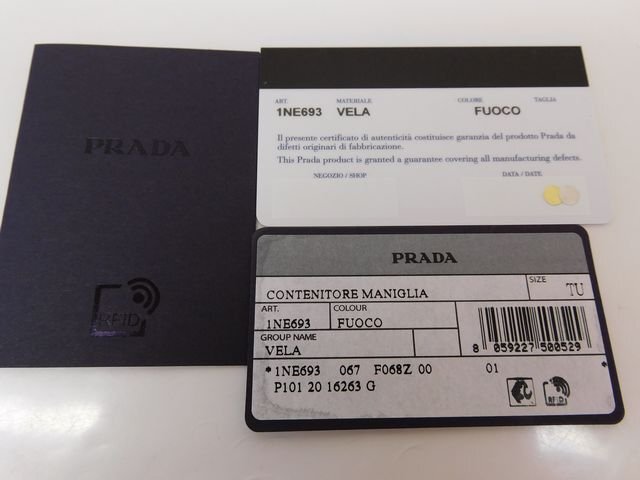 PRADA
RFID
ART. MATERIALE COLORE TAGLIA
1NE693 VELA FUOCO
Il presente certificato di autenticità costituisce garanzia del prodotto Prada da
difetti originari di fabbricazione.
This Prada product is granted a guarantee covering all manufacturing defects.
NEGOZIO / SHOP DATA / DATE
PRADA
CONTENITORE MANIGLIA SIZE TU
ART. COLOUR
1NE693 FUOCO
GROUP NAME
VELA
8 059227 500529
*1NE693 067 F068Z 00 01 *
P101 20 16263 G
RFID